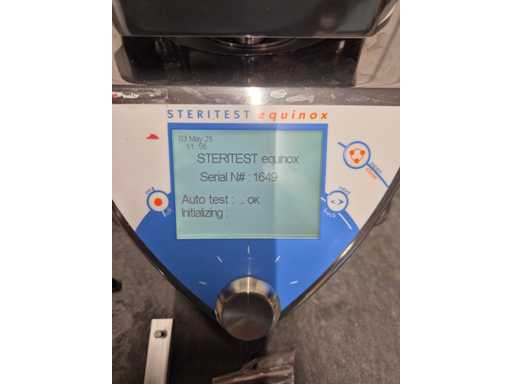 STERITEST equinox
03 May 25
11 : 56
STERITEST equinox
Serial N# : 1649
Auto test : .. OK
Initializing :